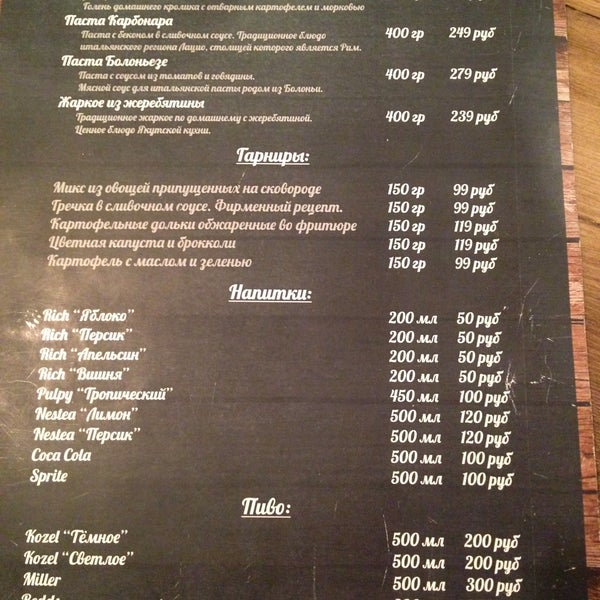 Голень домашнего кролика с отварным картофелем и морковью
Паста Карбонара 400 гр 249 руб
Паста с беконом в сливочном соусе. Традиционное блюдо
итальянского региона Лацио, столицей которого является Рим.
Паста Болоньезе 400 гр 279 руб
Паста с соусом из томатов и говядины.
Мясной соус для итальянской пасты родом из Болоньи.
Жаркое из жеребятины 400 гр 239 руб
Традиционное жаркое по домашнему с жеребятиной.
Ценное блюдо Якутской кухни.
Гарниры:
Микс из овощей припущенных на сковороде 150 гр 99 руб
Гречка в сливочном соусе. Фирменный рецепт. 150 гр 99 руб
Картофельные дольки обжаренные во фритюре 150 гр 119 руб
Цветная капуста и брокколи 150 гр 119 руб
Картофель с маслом и зеленью 150 гр 99 руб
Напитки:
Rich "Яблоко" 200 мл 50 руб
Rich "Персик" 200 мл 50 руб
Rich "Апельсин" 200 мл 50 руб
Rich "Вишня" 200 мл 50 руб
Pulpy "Тропический" 450 мл 100 руб
Nestea "Лимон" 500 мл 120 руб
Nestea "Персик" 500 мл 120 руб
Coca Cola 500 мл 100 руб
Sprite 500 мл 100 руб
Пиво:
Kozel "Тёмное" 500 мл 200 руб
Kozel "Светлое" 500 мл 200 руб
Miller 500 мл 300 руб